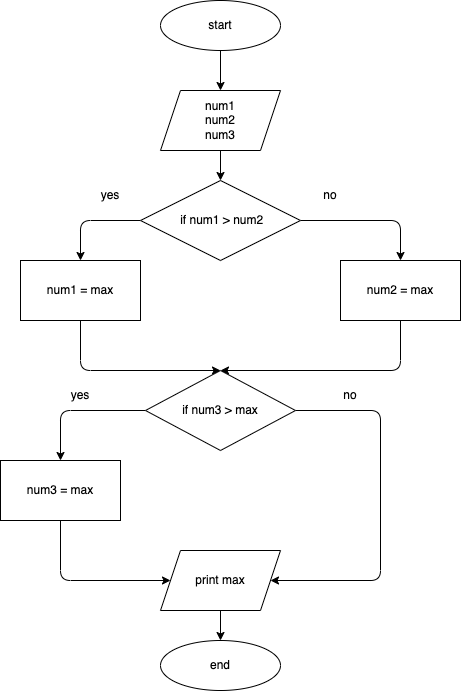 start
num1
num2
num3
yes
no
if num1 > num2
num1 = max
num2 = max
yes
no
if num3 > max
num3 = max
print max
end